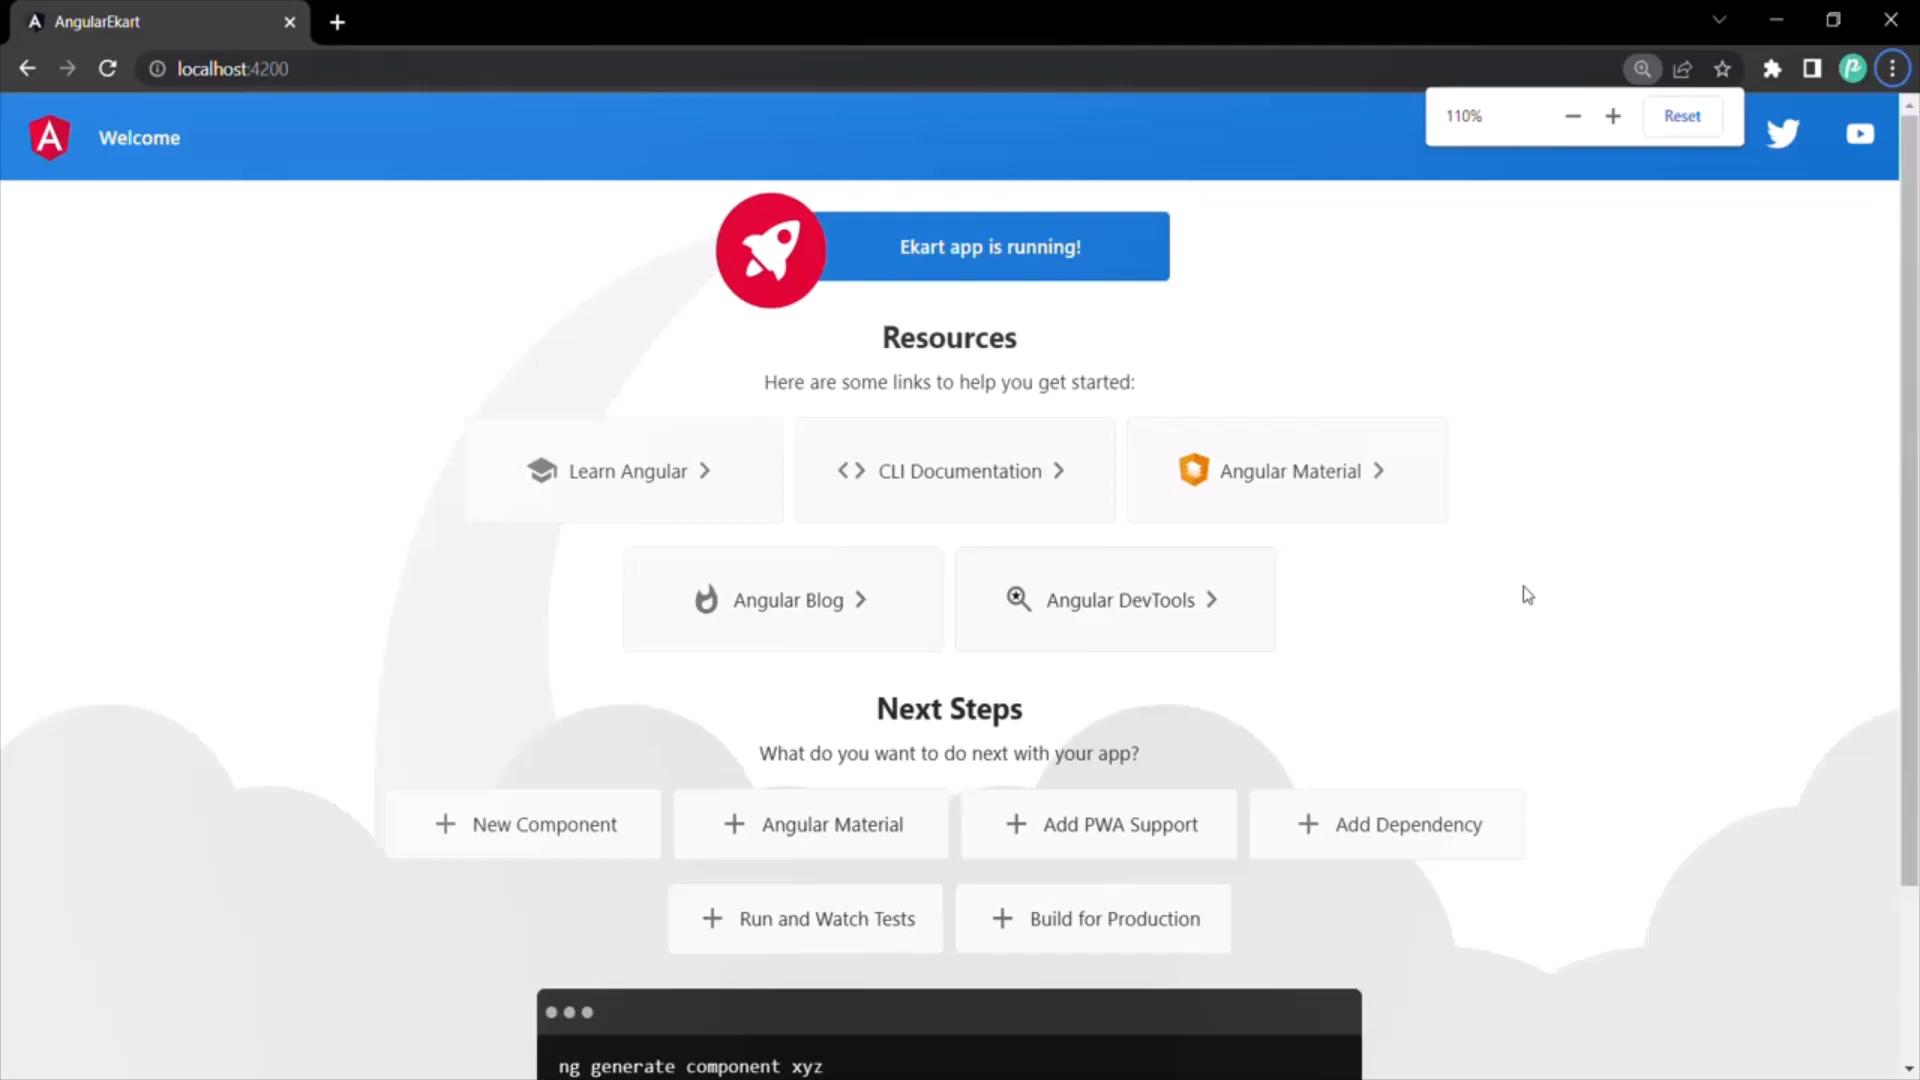 AngularEkart
localhost:4200
110%
Reset
Welcome
Ekart app is running!
Resources
Here are some links to help you get started:
Learn Angular
CLI Documentation
Angular Material
Angular Blog
Angular DevTools
Next Steps
What do you want to do next with your app?
New Component
Angular Material
Add PWA Support
Add Dependency
Run and Watch Tests
Build for Production
ng generate component xyz